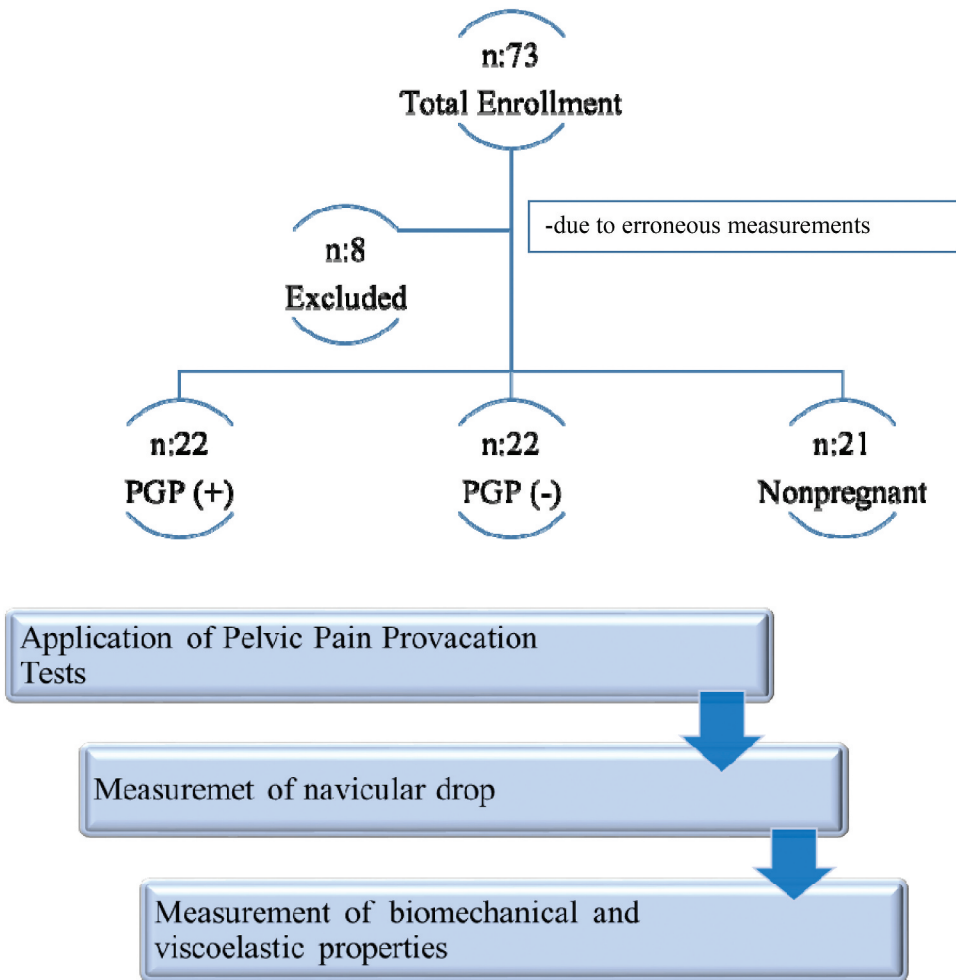 n:73
Total Enrollment
-due to erroneous measurements
n:8
Excluded
n:22
PGP (+)
n:22
PGP (-)
n:21
Nonpregnant
Application of Pelvic Pain Provacation
Tests
Measuremet of navicular drop
Measurement of biomechanical and
viscoelastic properties